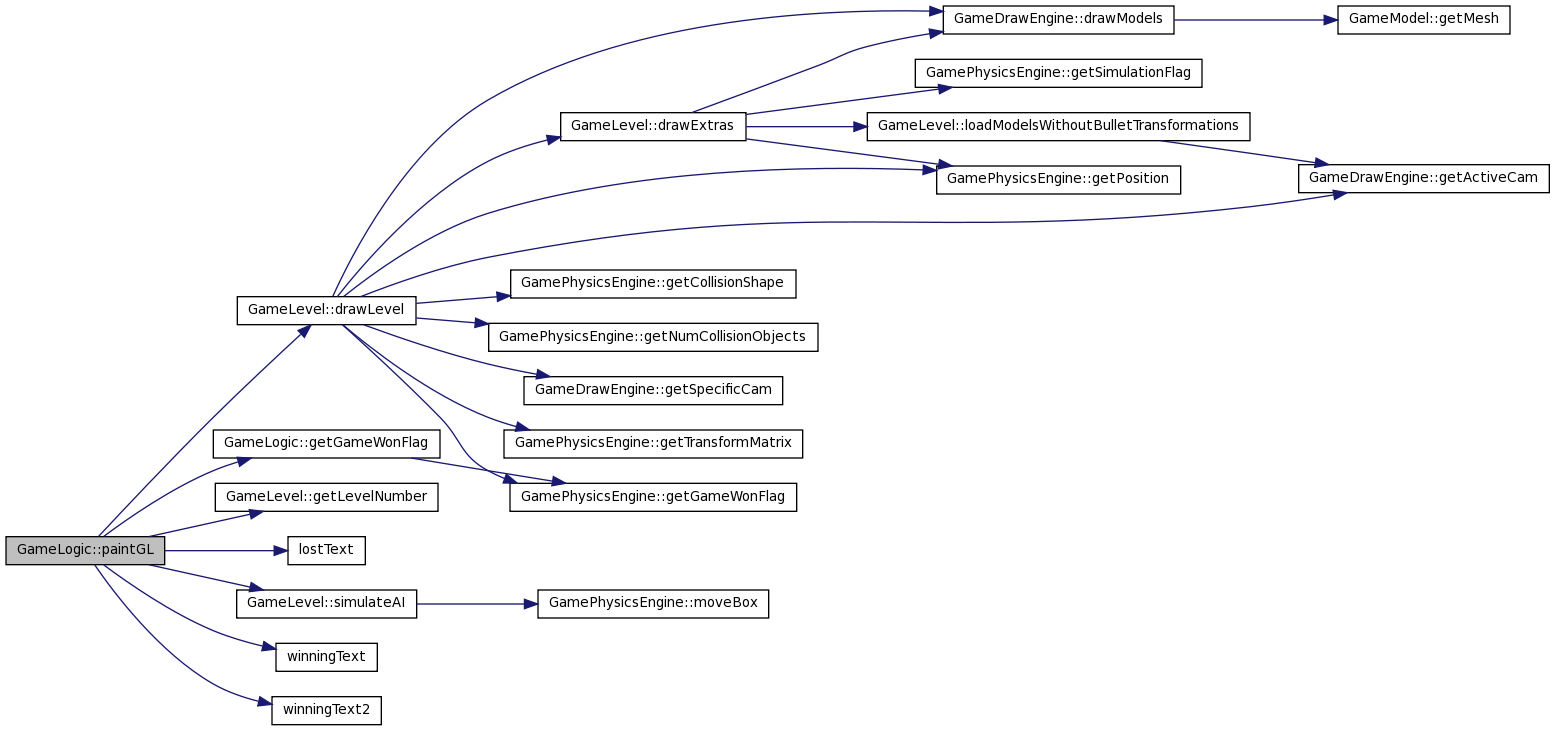 GameDrawEngine::drawModels
GameModel::getMesh
GamePhysicsEngine::getSimulationFlag
GameLevel::drawExtras
GameLevel::loadModelsWithoutBulletTransformations
GamePhysicsEngine::getPosition
GameDrawEngine::getActiveCam
GamePhysicsEngine::getCollisionShape
GameLevel::drawLevel
GamePhysicsEngine::getNumCollisionObjects
GameDrawEngine::getSpecificCam
GameLogic::getGameWonFlag
GamePhysicsEngine::getTransformMatrix
GameLevel::getLevelNumber
GamePhysicsEngine::getGameWonFlag
GameLogic::paintGL
lostText
GameLevel::simulateAI
GamePhysicsEngine::moveBox
winningText
winningText2